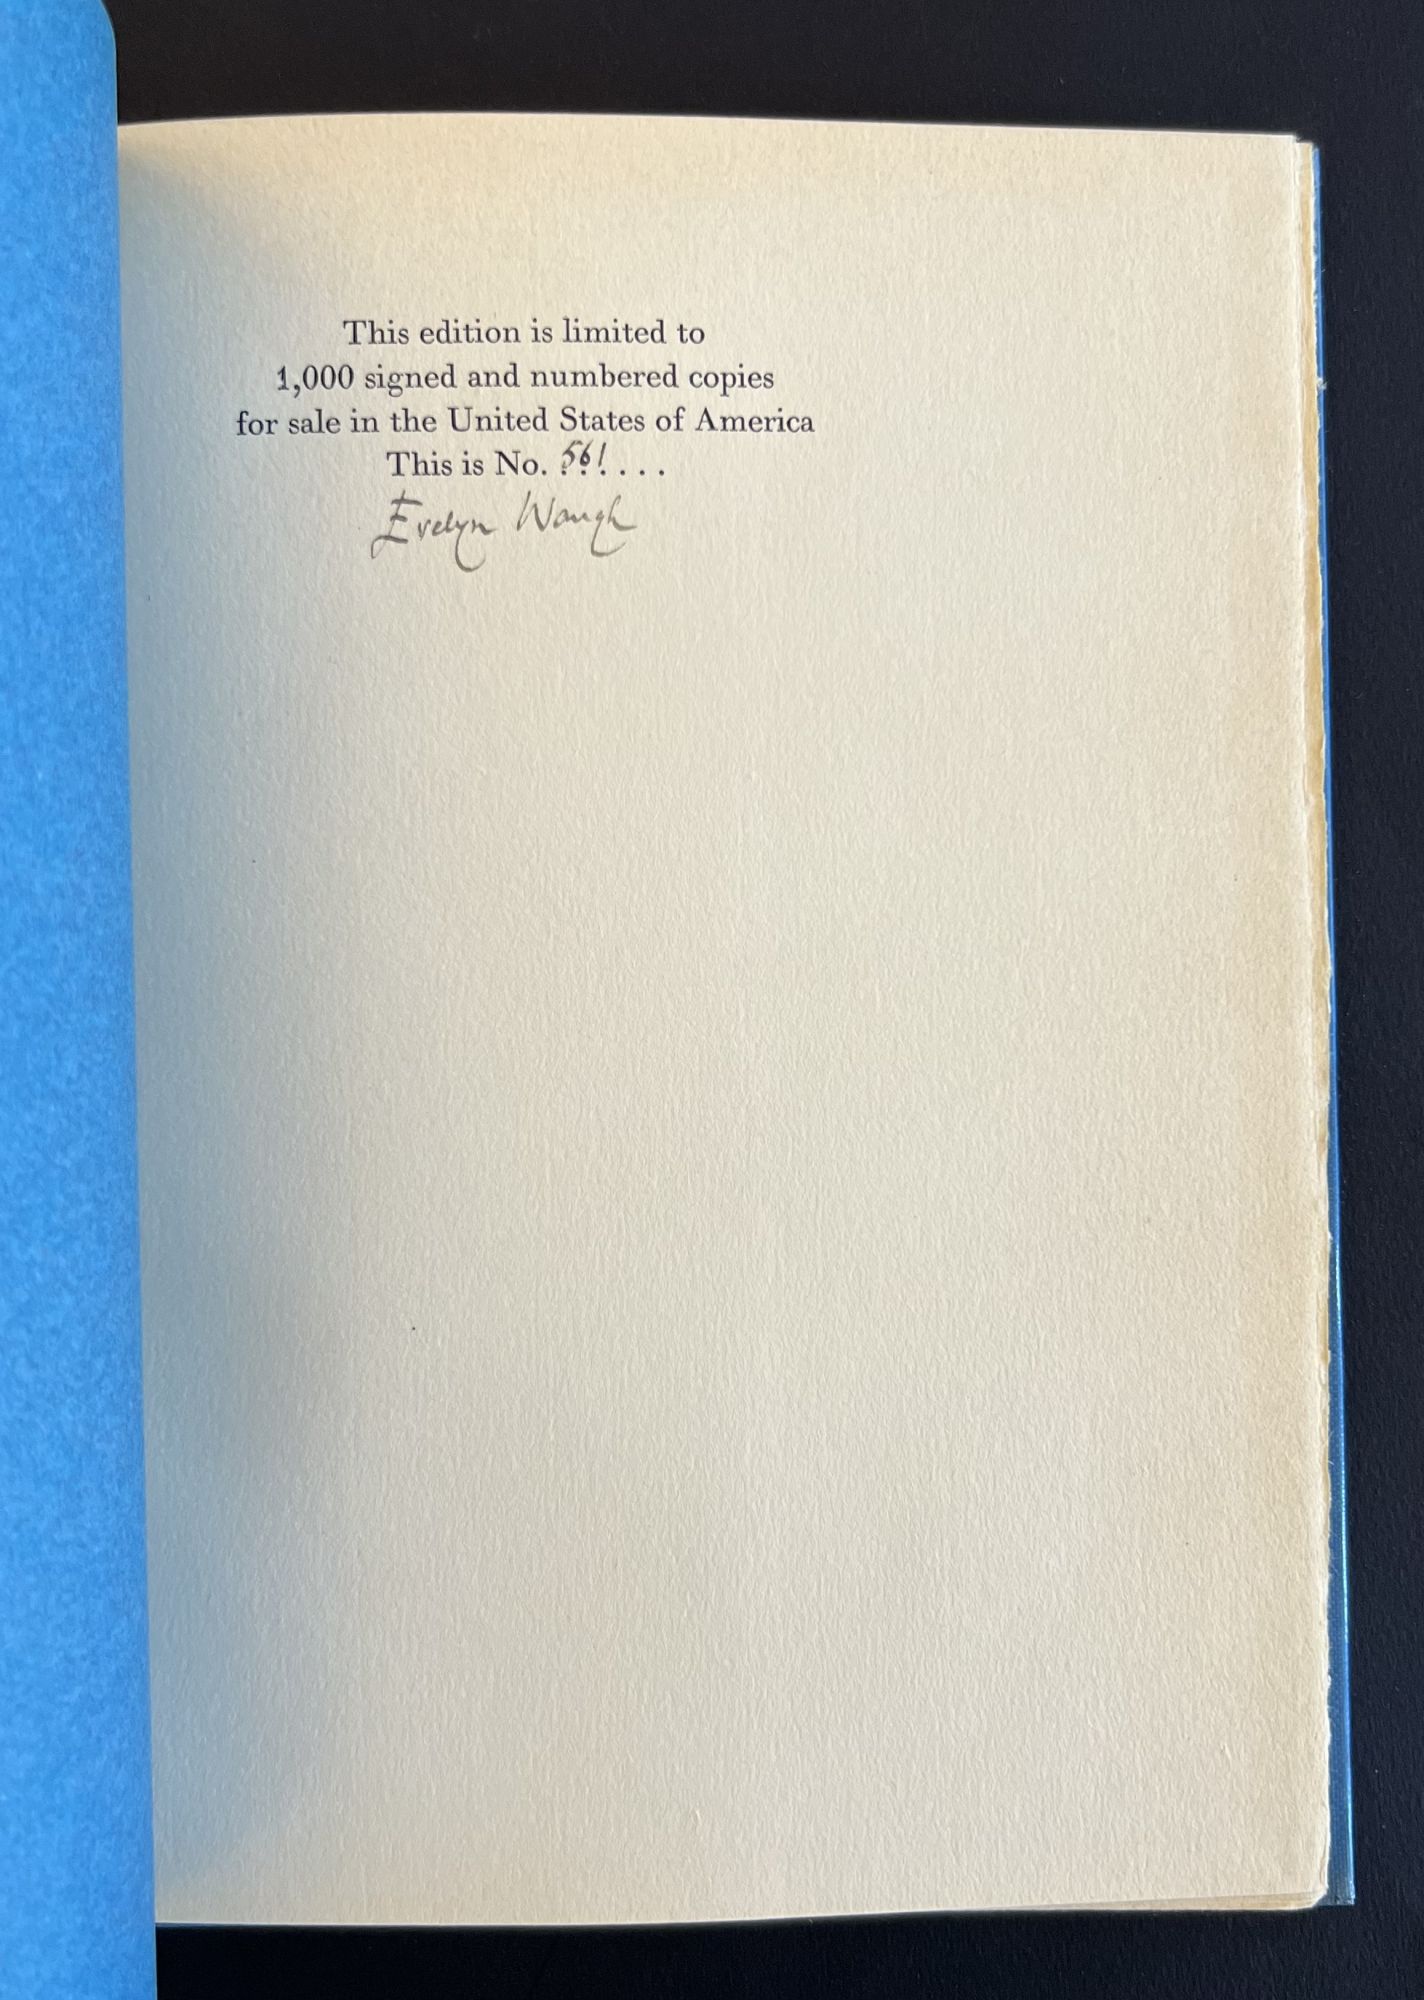 This edition is limited to
1,000 signed and numbered copies
for sale in the United States of America
This is No. 561....
Evelyn Waugh